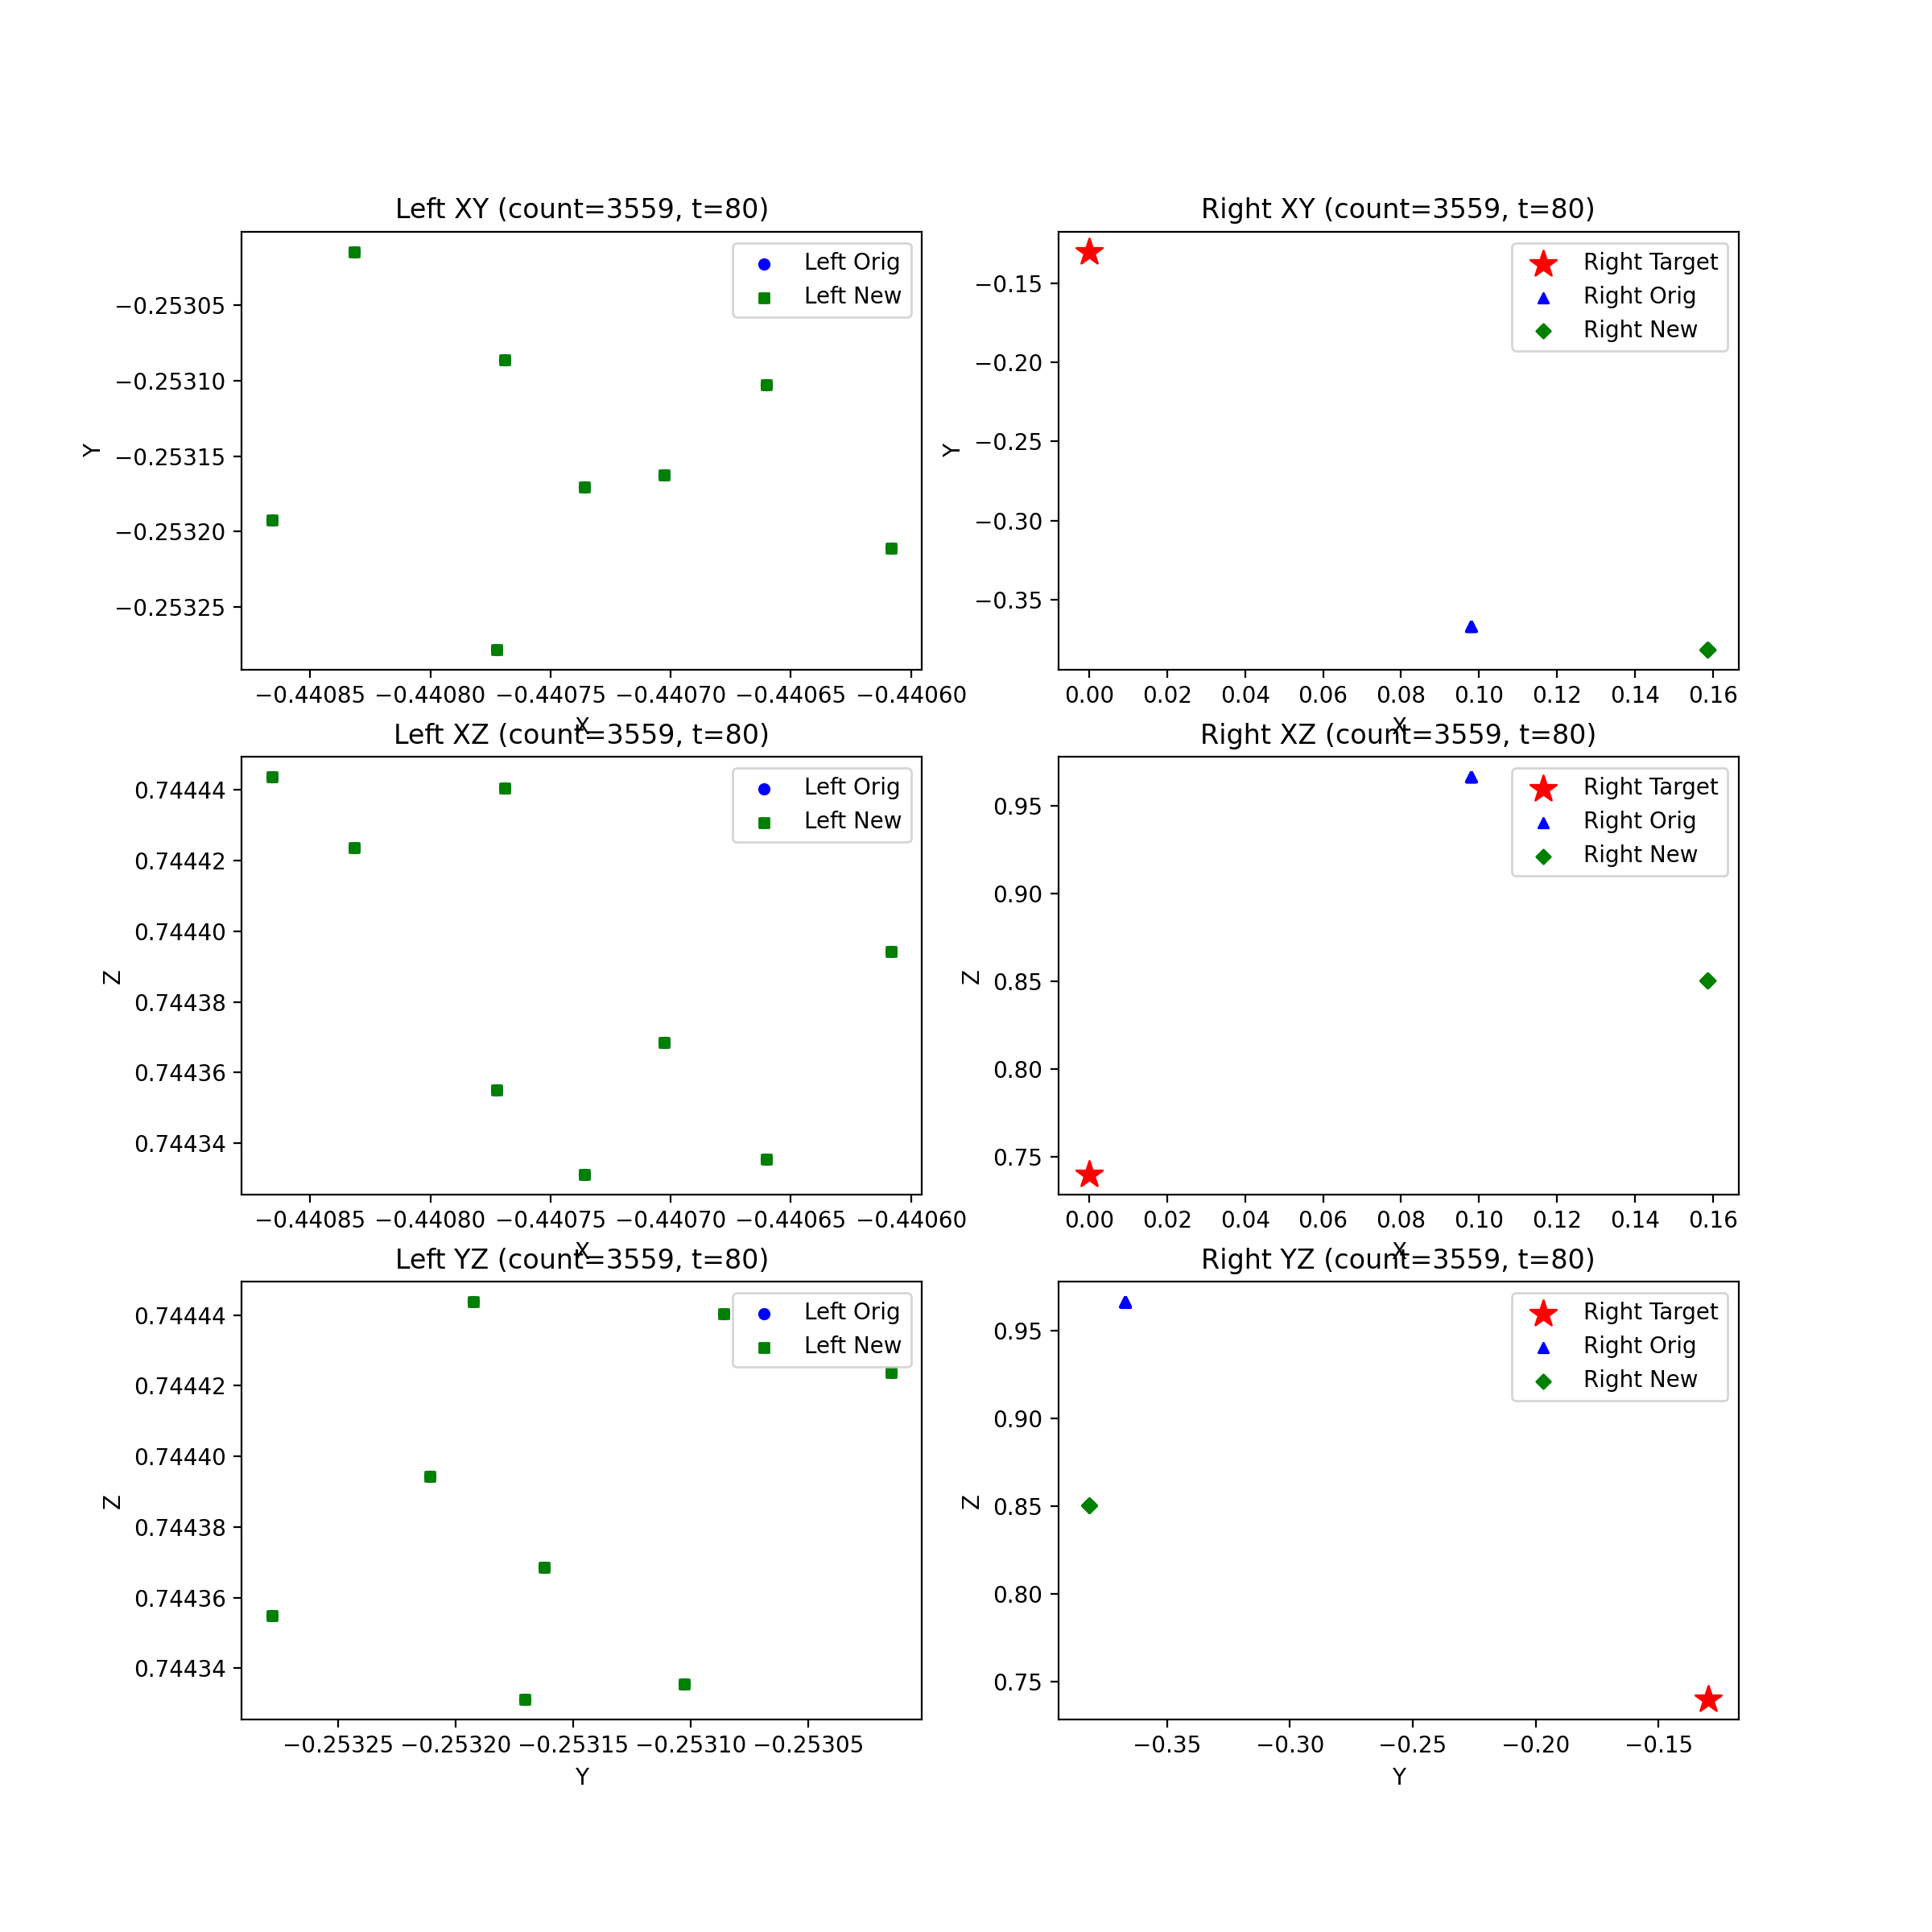 Left XY (count=3559, t=80)
Left Orig
Left New
−0.25305
−0.25310
−0.25315
−0.25320
−0.25325
Y
−0.44085 −0.44080 −0.44075 −0.44070 −0.44065 −0.44060
X
Right XY (count=3559, t=80)
Right Target
Right Orig
Right New
−0.15
−0.20
−0.25
−0.30
−0.35
Y
0.00 0.02 0.04 0.06 0.08 0.10 0.12 0.14 0.16
X
Left XZ (count=3559, t=80)
Left Orig
Left New
0.74444
0.74442
0.74440
0.74438
0.74436
0.74434
Z
−0.44085 −0.44080 −0.44075 −0.44070 −0.44065 −0.44060
X
Right XZ (count=3559, t=80)
Right Target
Right Orig
Right New
0.95
0.90
0.85
0.80
0.75
Z
0.00 0.02 0.04 0.06 0.08 0.10 0.12 0.14 0.16
X
Left YZ (count=3559, t=80)
Left Orig
Left New
0.74444
0.74442
0.74440
0.74438
0.74436
0.74434
Z
−0.25325 −0.25320 −0.25315 −0.25310 −0.25305
Y
Right YZ (count=3559, t=80)
Right Target
Right Orig
Right New
0.95
0.90
0.85
0.80
0.75
Z
−0.35 −0.30 −0.25 −0.20 −0.15
Y